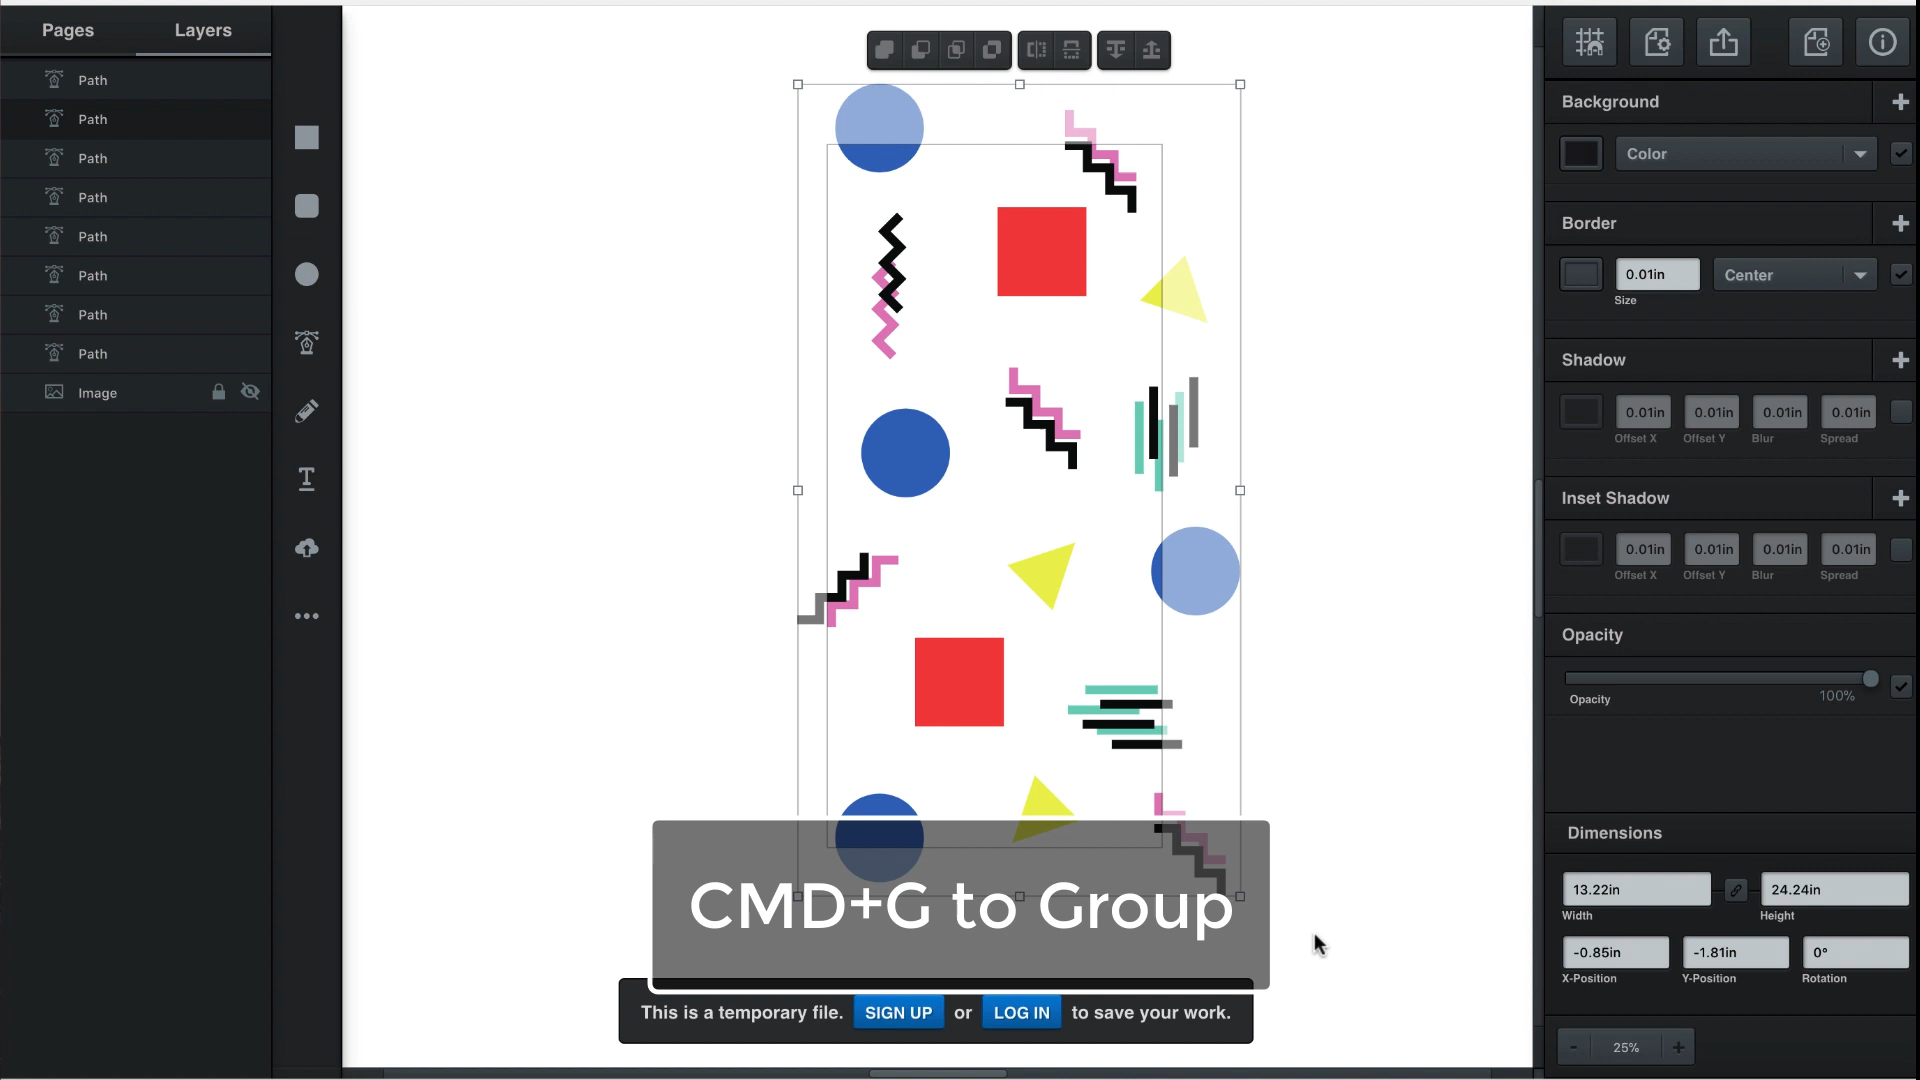 Pages Layers
Path
Path
Path
Path
Path
Path
Path
Path
Image
Background
Color
Border
0.01in Center
Size
Shadow
0.01in 0.01in 0.01in 0.01in
Offset X Offset Y Blur Spread
Inset Shadow
0.01in 0.01in 0.01in 0.01in
Offset X Offset Y Blur Spread
Opacity
Opacity 100%
Dimensions
13.22in 24.24in
Width Height
-0.85in -1.81in 0°
X-Position Y-Position Rotation
- 25% +
CMD+G to Group
This is a temporary file. SIGN UP or LOG IN to save your work.